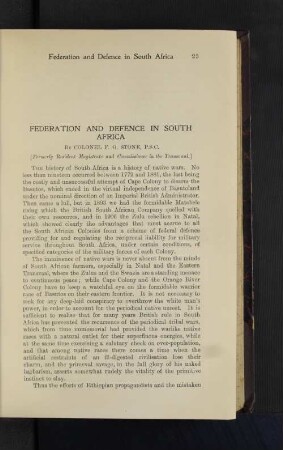 Federation and Defence in South Africa 25
FEDERATION AND DEFENCE IN SOUTH
AFRICA
By COLONEL F. G. STONE, P.S.C.
[Formerly Resident Magistrate and Commissioner in the Transvaal.]
THE history of South Africa is a history of native wars. No
less than nineteen occurred between 1779 and 1881, the last being
the costly and unsuccessful attempt of Cape Colony to disarm the
Basutos, which ended in the virtual independence of Basutoland
under the nominal direction of an Imperial British Administrator.
Then came a lull, but in 1893 we had the formidable Matabele
rising which the British South African Company quelled with
their own resources, and in 1906 the Zulu rebellion in Natal,
which showed clearly the advantages that must accrue to all
the South African Colonies from a scheme of federal defence
providing for and regulating the reciprocal liability for military
service throughout South Africa, under certain conditions, of
specified categories of the military forces of each Colony.
The imminence of native wars is never absent from the minds
of South African farmers, especially in Natal and the Eastern
Transvaal, where the Zulus and the Swazis are a standing menace
to continuous peace; while Cape Colony and the Orange River
Colony have to keep a watchful eye on the formidable warrior
race of Basutos on their eastern frontier. It is not necessary to
seek for any deep-laid conspiracy to overthrow the white man's
power, in order to account for the periodical native unrest. It is
sufficient to realise that for many years British rule in South
Africa has prevented the recurrence of the periodical tribal wars,
which from time immemorial had provided the warlike native
races with a natural outlet for their superfluous energies, while
at the same time exercising a salutary check on over-population,
and that among native races there comes a time when the
artificial restraints of an ill-digested civilisation lose their
charm, and the primeval savage, in the full glory of his naked
barbarism, asserts somewhat rudely the vitality of the primitive
instinct to slay.
Thus the effects of Ethiopian propagandism and the mistaken